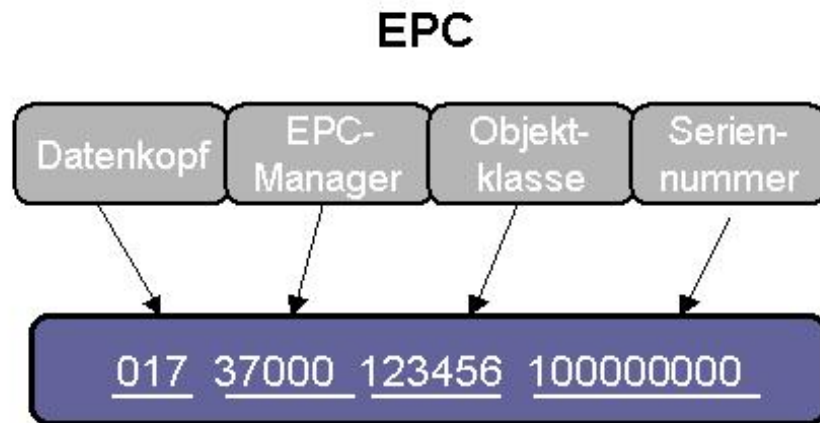 EPC
Datenkopf
EPC-
Manager
Objekt-
klasse
Serien-
nummer
017 37000 123456 100000000